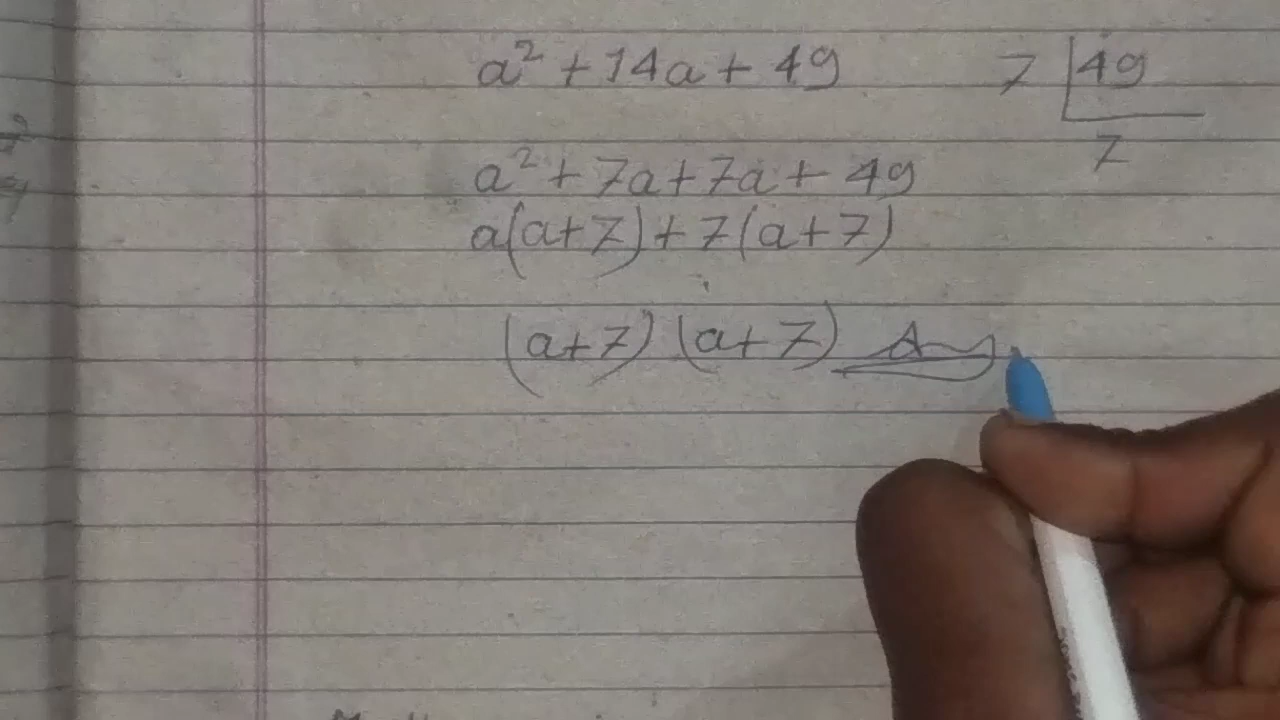 a² + 14a + 49
7 | 49
7
a² + 7a + 7a + 49
a(a+7) + 7(a+7)
(a+7) (a+7) Ans